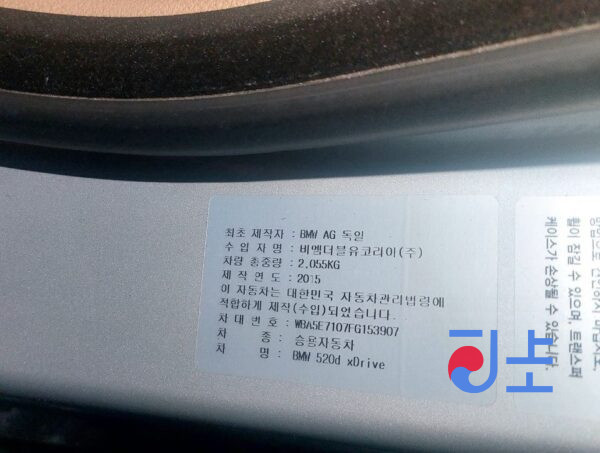 최초 제작자 : BMW AG 독일
수 입 자 명 : 비엠더블유코리아(주)
차량 총중량 : 2,055KG
제 작 연 도 : 2015
이 자동차는 대한민국 자동차관리법령에
적합하게 제작(수입)되었습니다.
차 대 번 호 : WBA5E7107FG153907
차 종 : 승용자동차
차 명 : BMW 520d xDrive
휠이 잠길 수 있으며, 트랜스퍼
케이스가 손상될 수 있습니다.